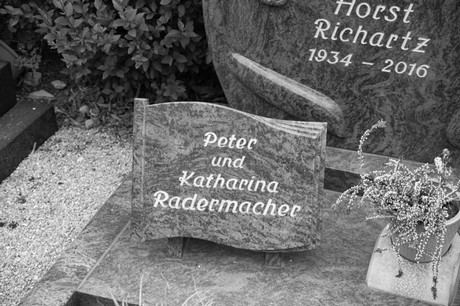 Horst
Richartz
1934 - 2016
Peter
und
Katharina
Radermacher